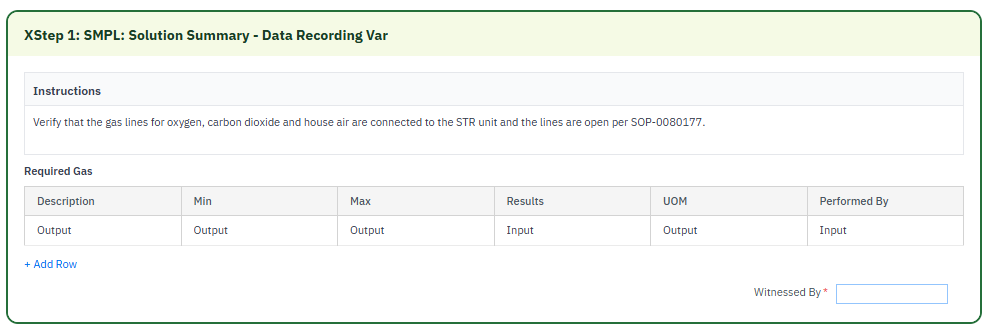 XStep 1: SMPL: Solution Summary - Data Recording Var
Instructions
Verify that the gas lines for oxygen, carbon dioxide and house air are connected to the STR unit and the lines are open per SOP-0080177.
Required Gas
Description Min Max Results UOM Performed By
Output Output Output Input Output Input
+ Add Row
Witnessed By *